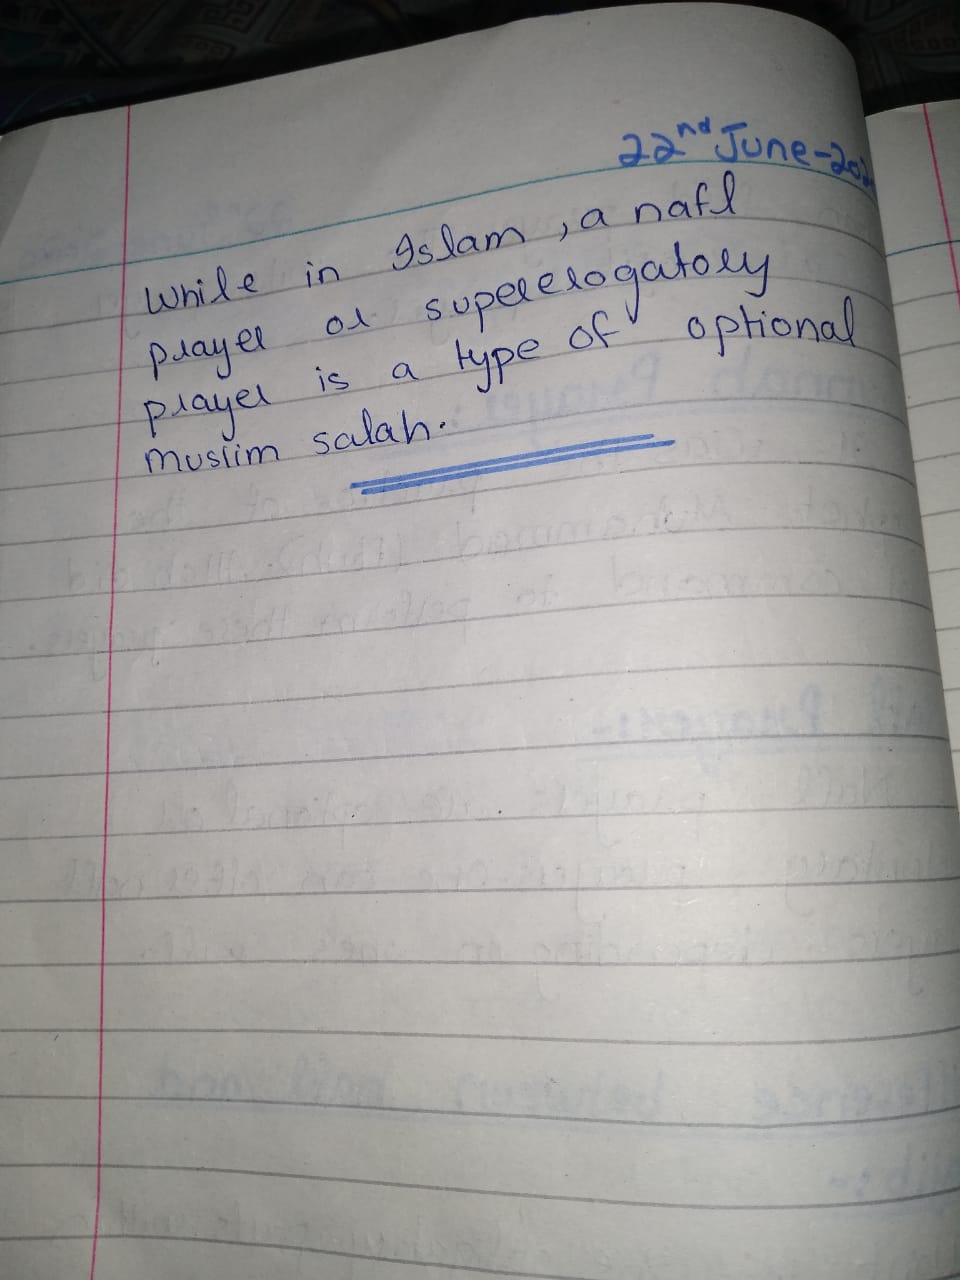 22nd June-202
While in Islam, a nafl
prayer or supererogatory
prayer is a type of optional
muslim salah.